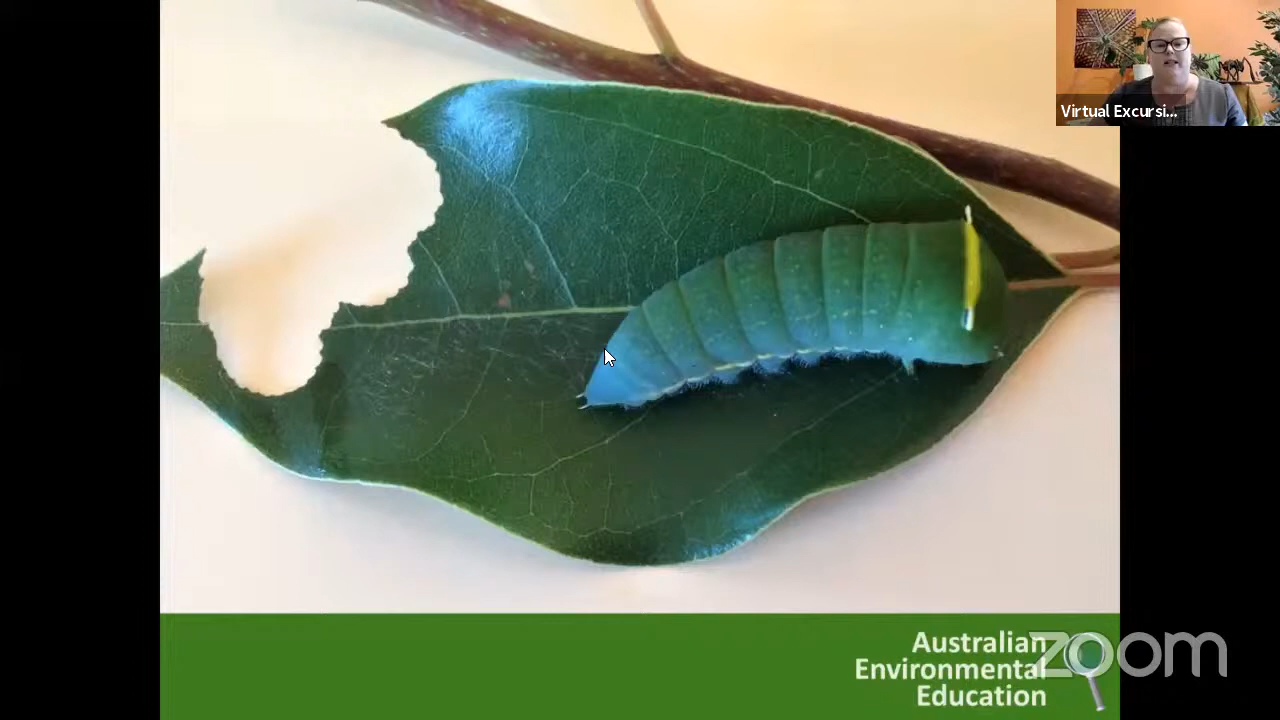 Virtual Excursi...
Australian
Environmental
Education
zoom